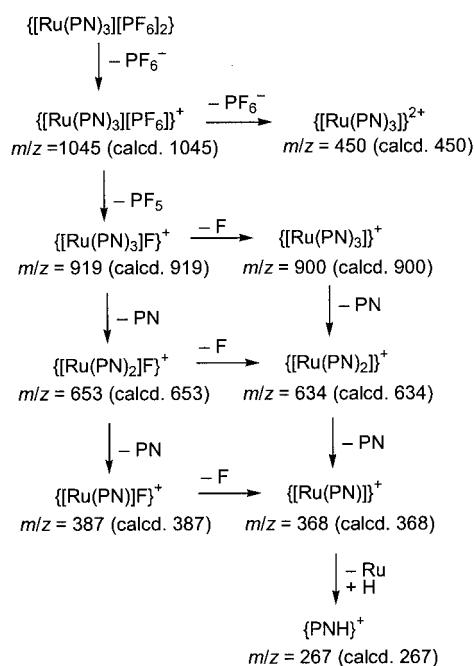 {[Ru(PN)₃][PF₆]₂}
– PF₆⁻
{[Ru(PN)₃][PF₆]}⁺ – PF₆⁻ {[Ru(PN)₃]}²⁺
m/z =1045 (calcd. 1045) m/z = 450 (calcd. 450)
– PF₅
{[Ru(PN)₃]F}⁺ – F {[Ru(PN)₃]}⁺
m/z = 919 (calcd. 919) m/z = 900 (calcd. 900)
– PN – PN
{[Ru(PN)₂]F}⁺ – F {[Ru(PN)₂]}⁺
m/z = 653 (calcd. 653) m/z = 634 (calcd. 634)
– PN – PN
{[Ru(PN)]F}⁺ – F {[Ru(PN)]}⁺
m/z = 387 (calcd. 387) m/z = 368 (calcd. 368)
– Ru
+ H
{PNH}⁺
m/z = 267 (calcd. 267)